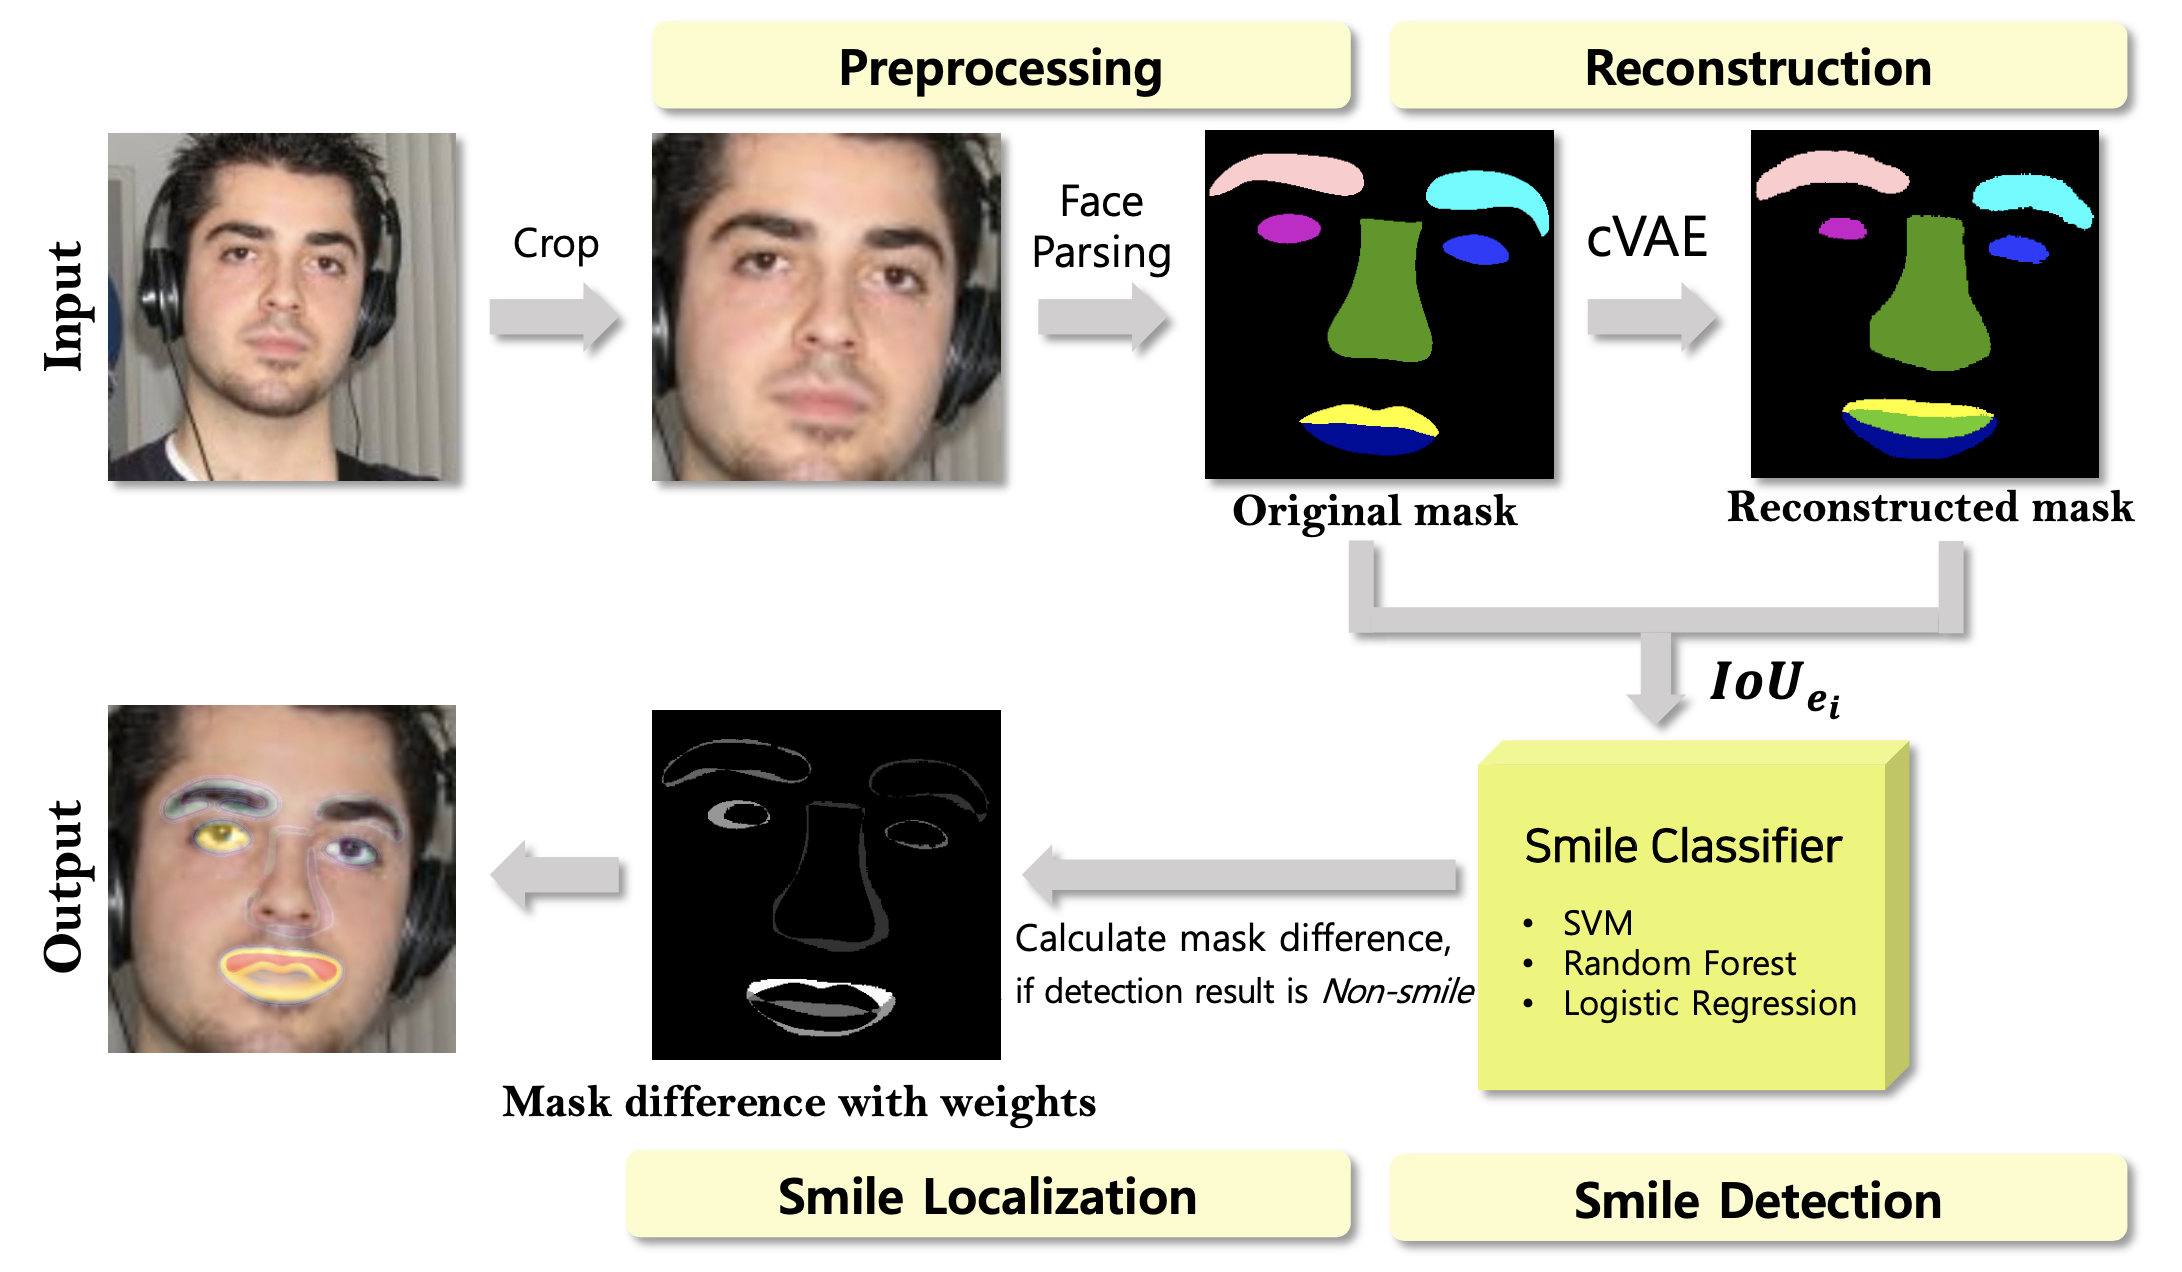 Preprocessing
Reconstruction
Input
Crop
Face
Parsing
cVAE
Original mask
Reconstructed mask
IoU_{e_i}
Smile Classifier
• SVM
• Random Forest
• Logistic Regression
Calculate mask difference,
if detection result is Non-smile
Mask difference with weights
Output
Smile Localization
Smile Detection